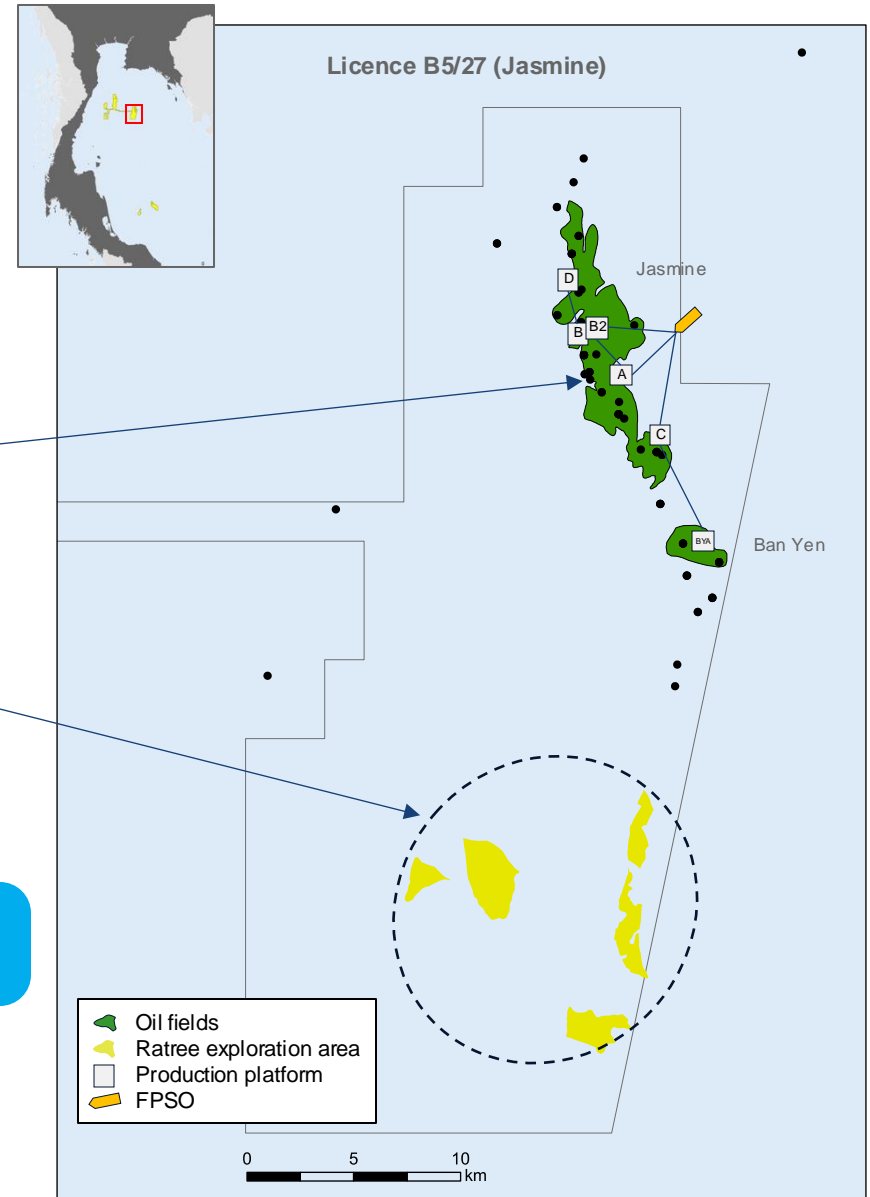 Licence B5/27 (Jasmine)
Jasmine
D
B
B2
A
C
BYA
Ban Yen
Oil fields
Ratree exploration area
Production platform
FPSO
0 5 10
km